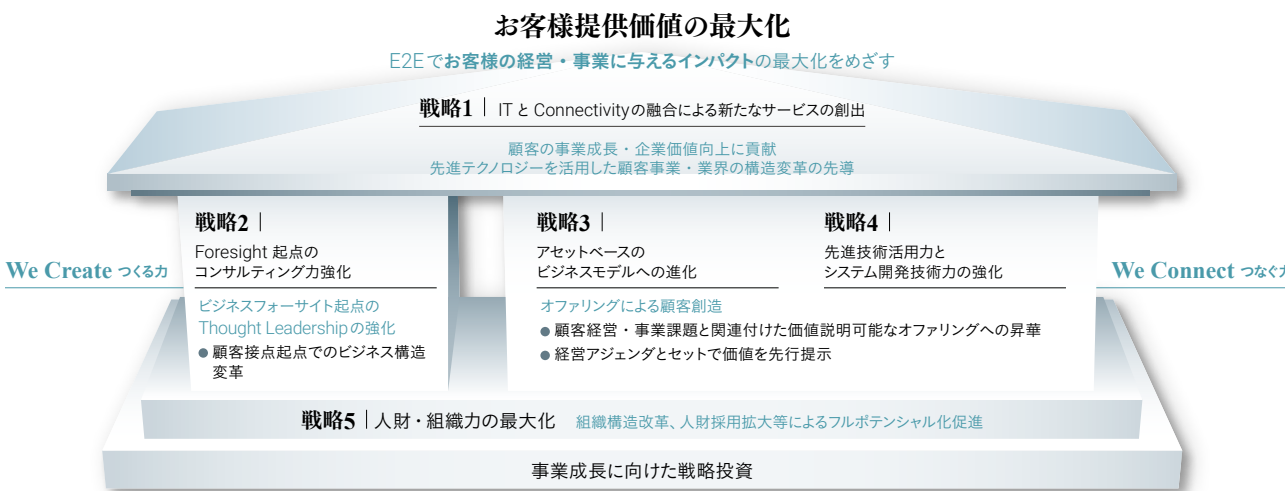 お客様提供価値の最大化
E2Eでお客様の経営・事業に与えるインパクトの最大化をめざす
戦略1 | IT と Connectivityの融合による新たなサービスの創出
顧客の事業成長・企業価値向上に貢献
先進テクノロジーを活用した顧客事業・業界の構造変革の先導
We Create つくる力
戦略2 |
Foresight 起点の
コンサルティング力強化
ビジネスフォーサイト起点の
Thought Leadershipの強化
● 顧客接点起点でのビジネス構造
変革
戦略3 |
アセットベースの
ビジネスモデルへの進化
戦略4 |
先進技術活用力と
システム開発技術力の強化
オファリングによる顧客創造
● 顧客経営・事業課題と関連付けた価値説明可能なオファリングへの昇華
● 経営アジェンダとセットで価値を先行提示
We Connect つなぐ力
戦略5 | 人財・組織力の最大化 組織構造改革、人財採用拡大等によるフルポテンシャル化促進
事業成長に向けた戦略投資